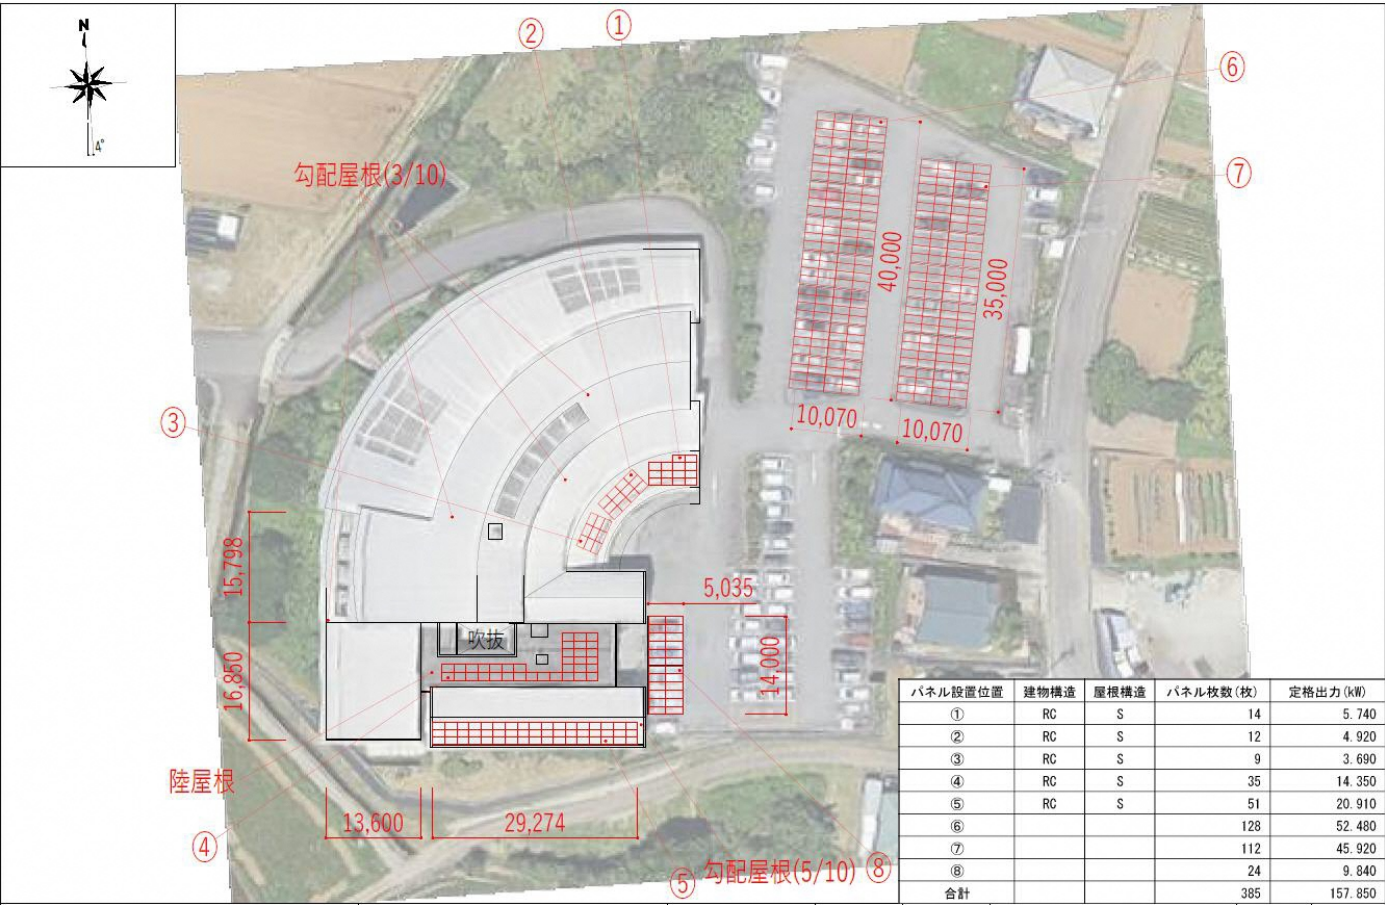 N
4°
②
①
⑥
⑦
勾配屋根(3/10)
40,000
35,000
10,070
10,070
③
15,798
16,850
5,035
14,000
吹抜
陸屋根
13,600
29,274
④
⑤
勾配屋根(5/10)
⑧
パネル設置位置 建物構造 屋根構造 パネル枚数(枚) 定格出力(kW)
① RC S 14 5.740
② RC S 12 4.920
③ RC S 9 3.690
④ RC S 35 14.350
⑤ RC S 51 20.910
⑥ 128 52.480
⑦ 112 45.920
⑧ 24 9.840
合計 385 157.850